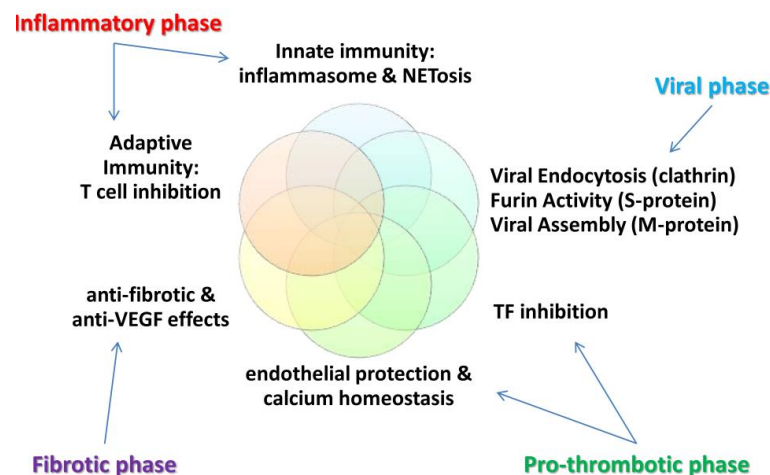 Inflammatory phase
Innate immunity:
inflammasome & NETosis
Viral phase
Adaptive
Immunity:
T cell inhibition
Viral Endocytosis (clathrin)
Furin Activity (S-protein)
Viral Assembly (M-protein)
anti-fibrotic &
anti-VEGF effects
TF inhibition
endothelial protection &
calcium homeostasis
Fibrotic phase
Pro-thrombotic phase